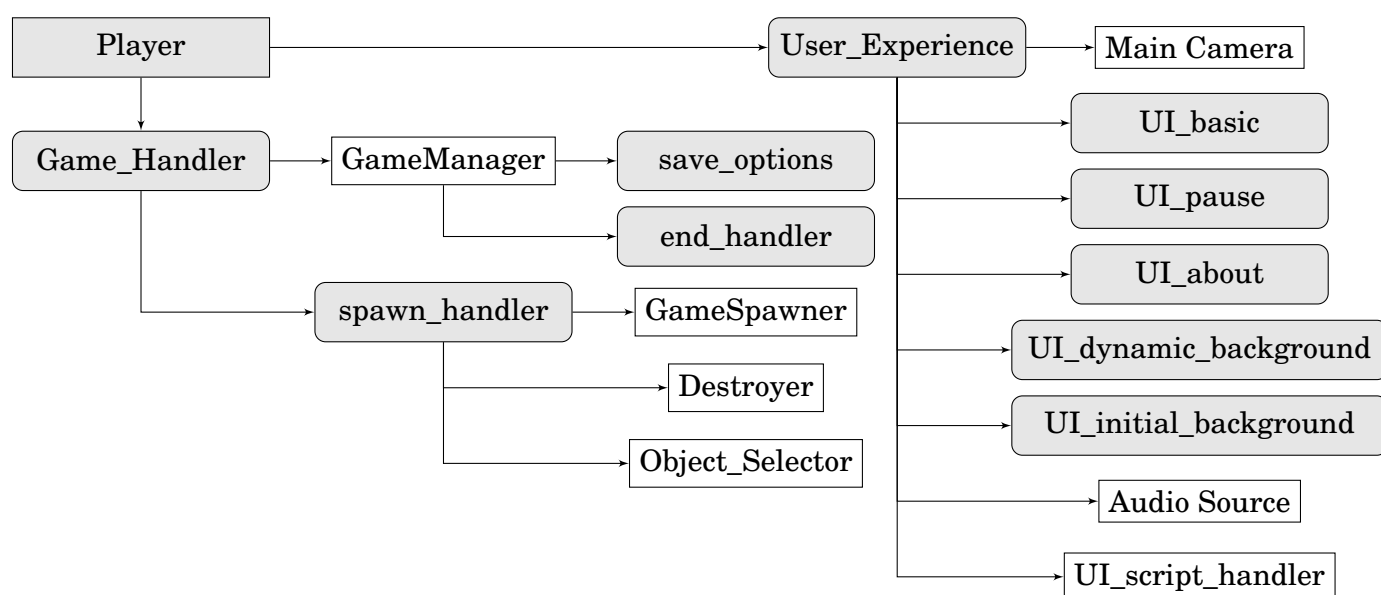 Player
User_Experience
Main Camera
UI_basic
Game_Handler
GameManager
save_options
UI_pause
end_handler
UI_about
spawn_handler
GameSpawner
UI_dynamic_background
Destroyer
UI_initial_background
Object_Selector
Audio Source
UI_script_handler